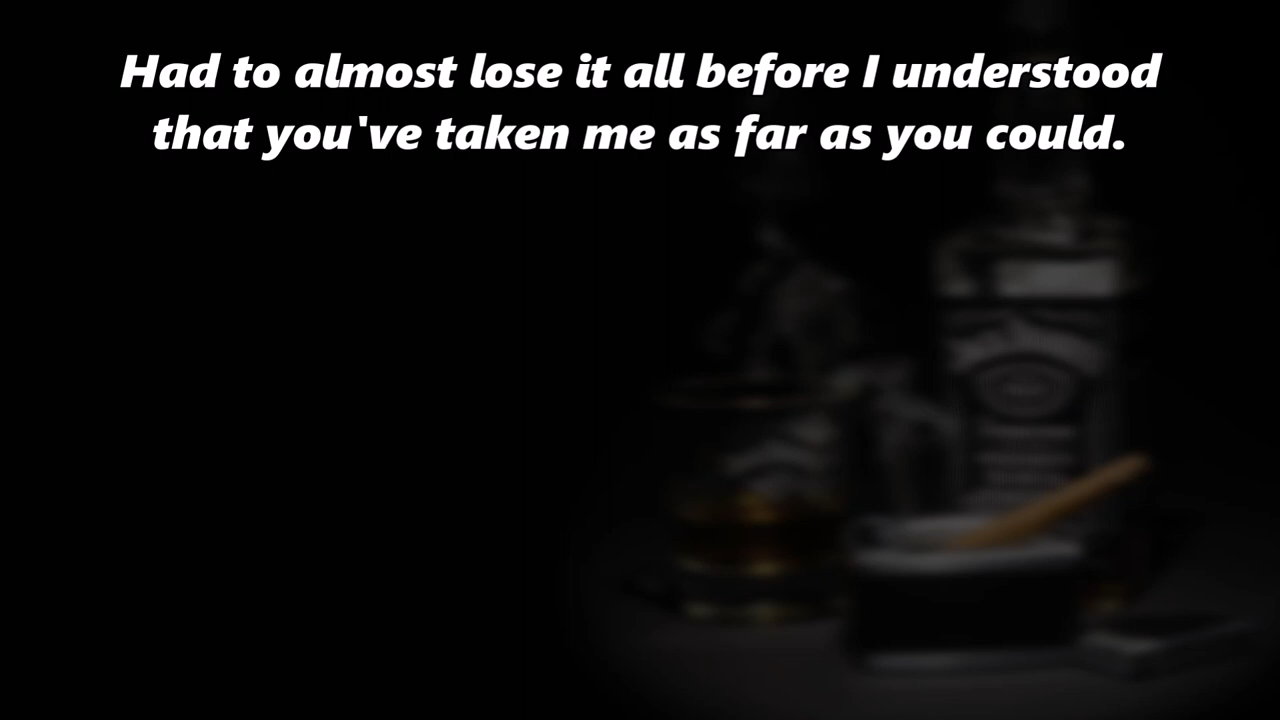 Had to almost lose it all before I understood
that you've taken me as far as you could.